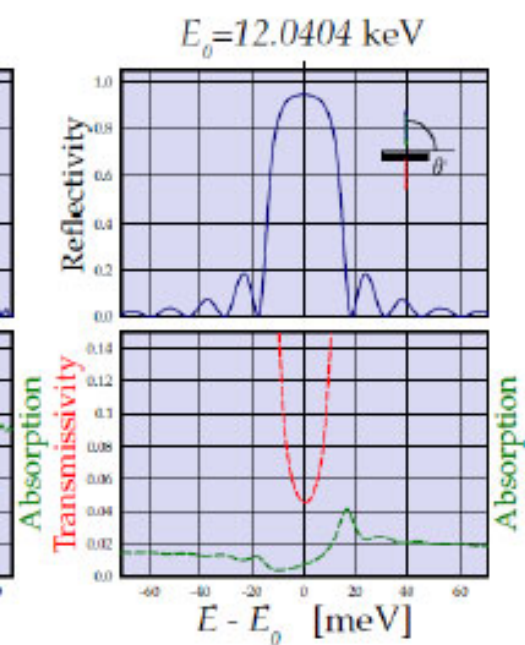 E₀=12.0404 keV
Reflectivity
1.0
0.8
0.6
0.4
0.2
0.0
θ
Absorption
Transmissivity
0.14
0.12
0.1
0.08
0.06
0.04
0.02
0.0
Absorption
-60 -40 -20 0 20 40 60
E - E₀ [meV]